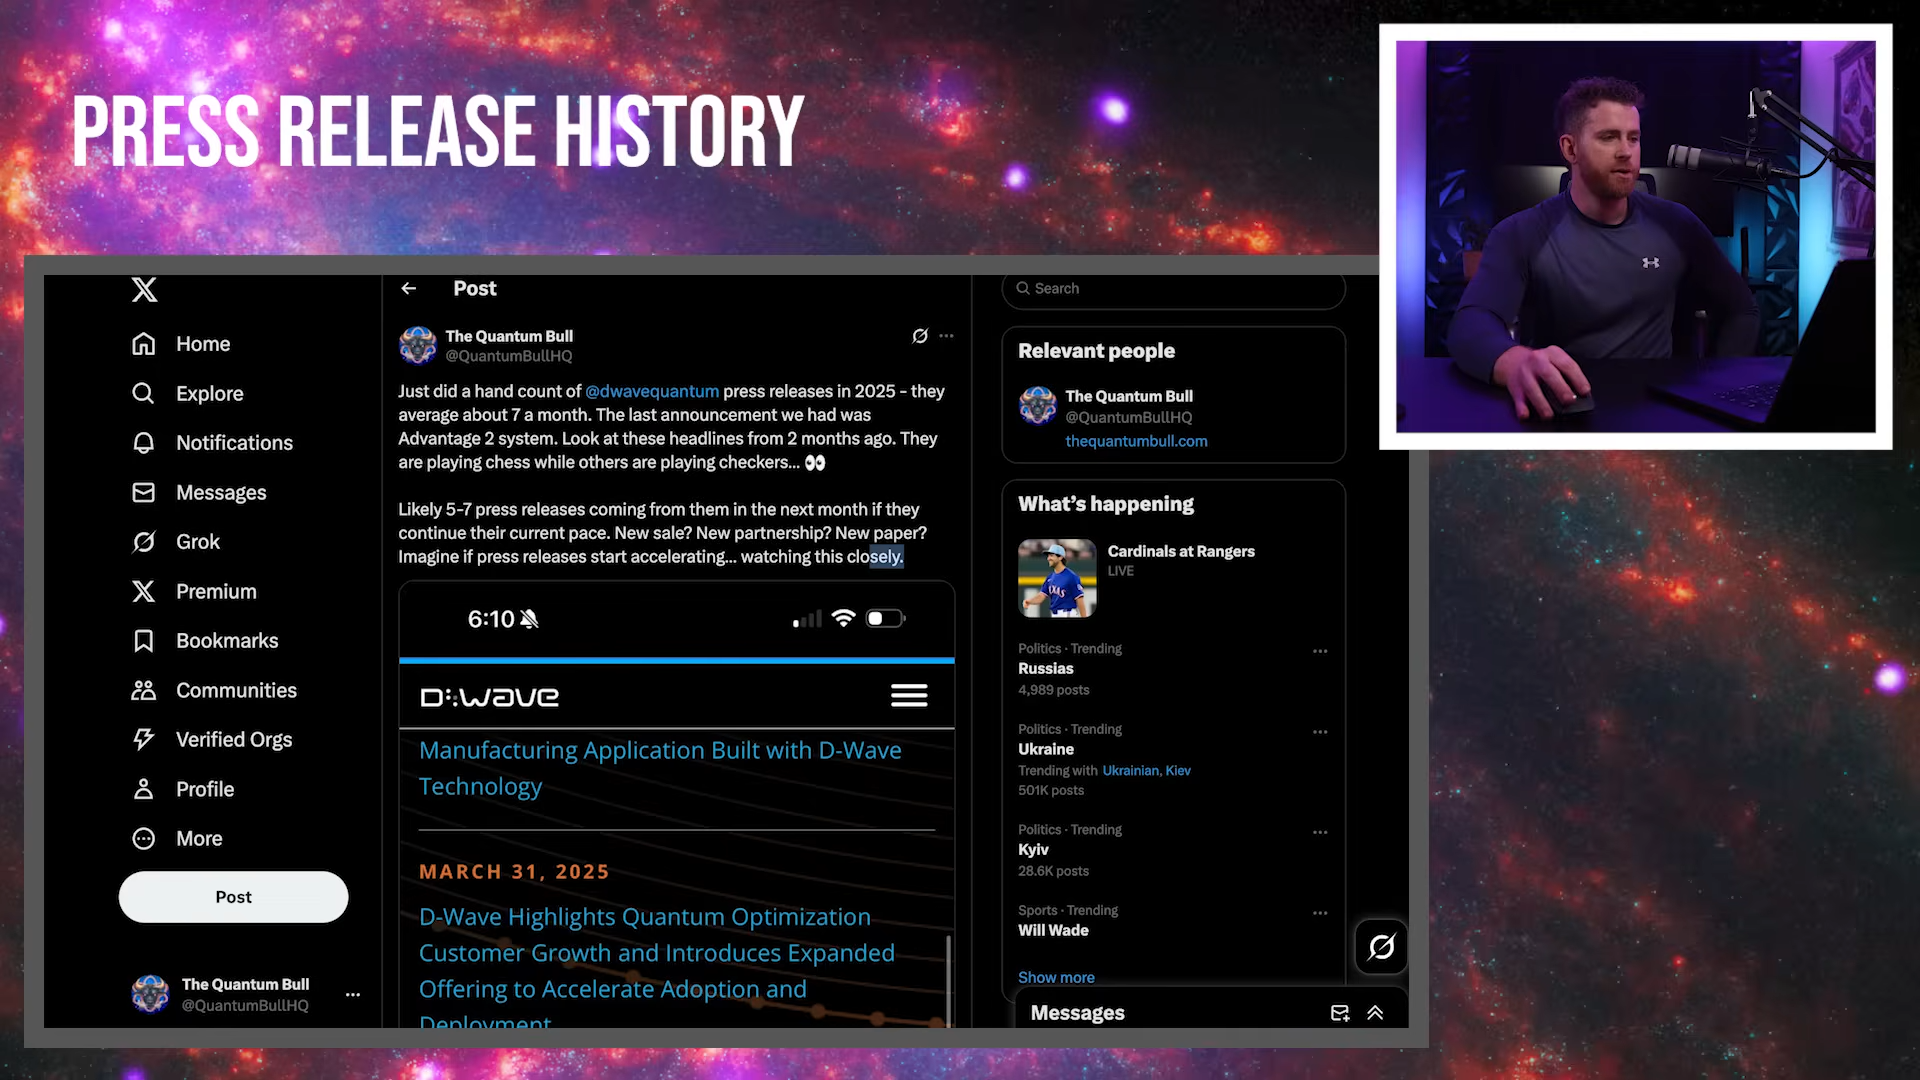 PRESS RELEASE HISTORY
Home
Explore
Notifications
Messages
Grok
Premium
Bookmarks
Communities
Verified Orgs
Profile
More
Post
The Quantum Bull
@QuantumBullHQ
Post
The Quantum Bull
@QuantumBullHQ
Just did a hand count of @dwavequantum press releases in 2025 - they
average about 7 a month. The last announcement we had was
Advantage 2 system. Look at these headlines from 2 months ago. They
are playing chess while others are playing checkers... 👀
Likely 5-7 press releases coming from them in the next month if they
continue their current pace. New sale? New partnership? New paper?
Imagine if press releases start accelerating... watching this closely.
6:10
D:Wave
Manufacturing Application Built with D-Wave
Technology
MARCH 31, 2025
D-Wave Highlights Quantum Optimization
Customer Growth and Introduces Expanded
Offering to Accelerate Adoption and
Deployment
Search
Relevant people
The Quantum Bull
@QuantumBullHQ
thequantumbull.com
What's happening
Cardinals at Rangers
LIVE
Politics · Trending
Russias
4,989 posts
Politics · Trending
Ukraine
Trending with Ukrainian, Kiev
501K posts
Politics · Trending
Kyiv
28.6K posts
Sports · Trending
Will Wade
Show more
Messages